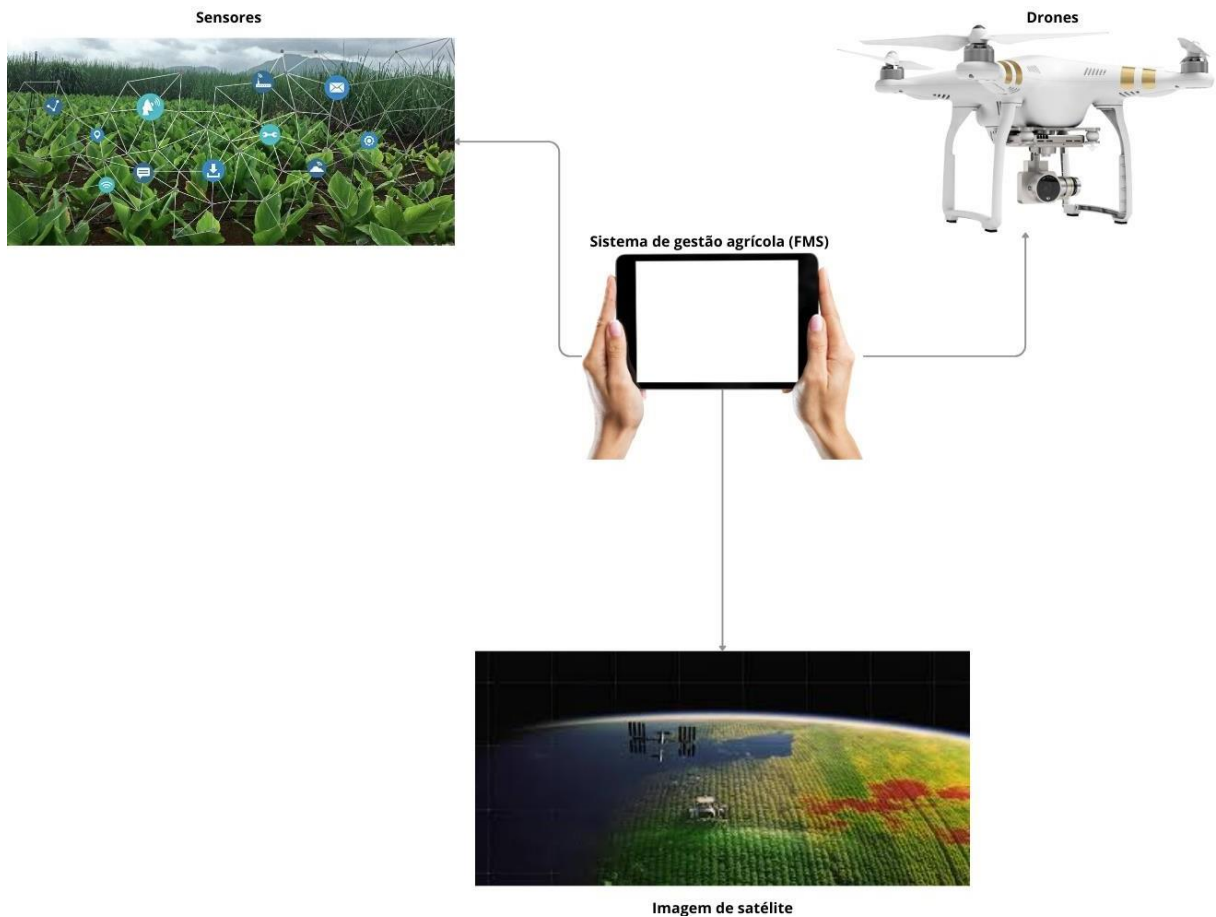 Sensores
Drones
Sistema de gestão agrícola (FMS)
Imagem de satélite